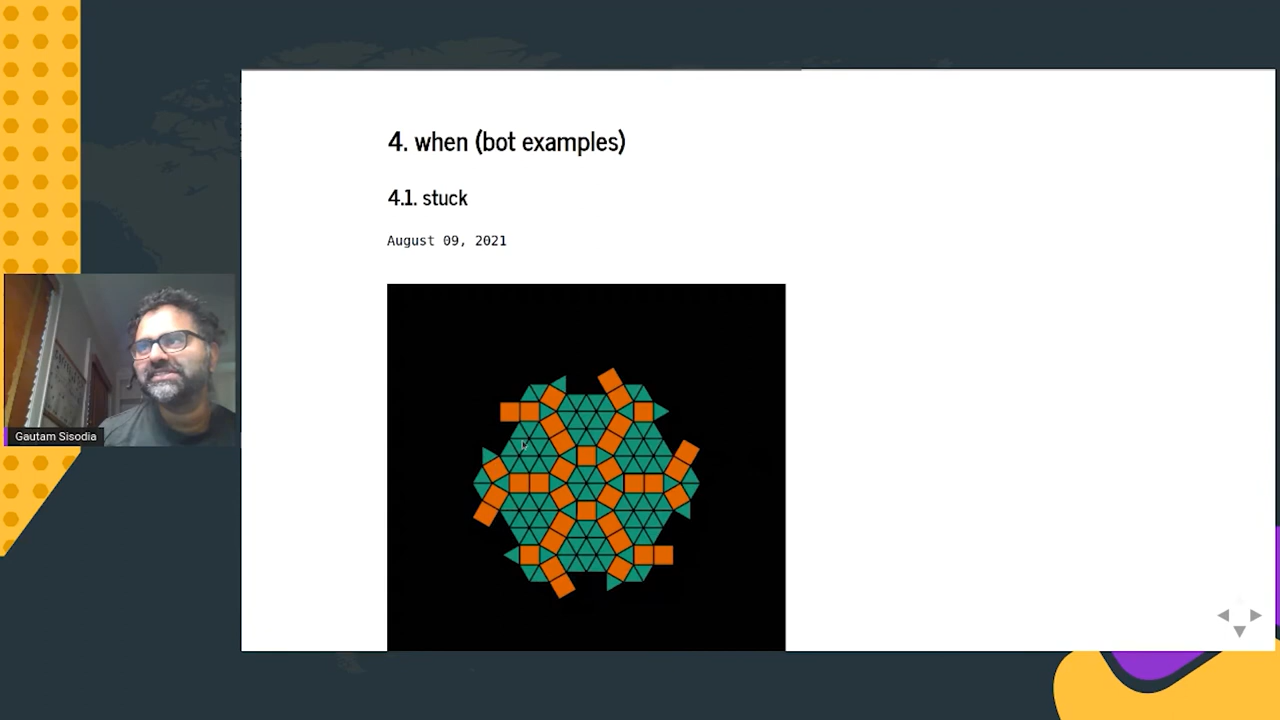 4. when (bot examples)
4.1. stuck
August 09, 2021
Gautam Sisodia